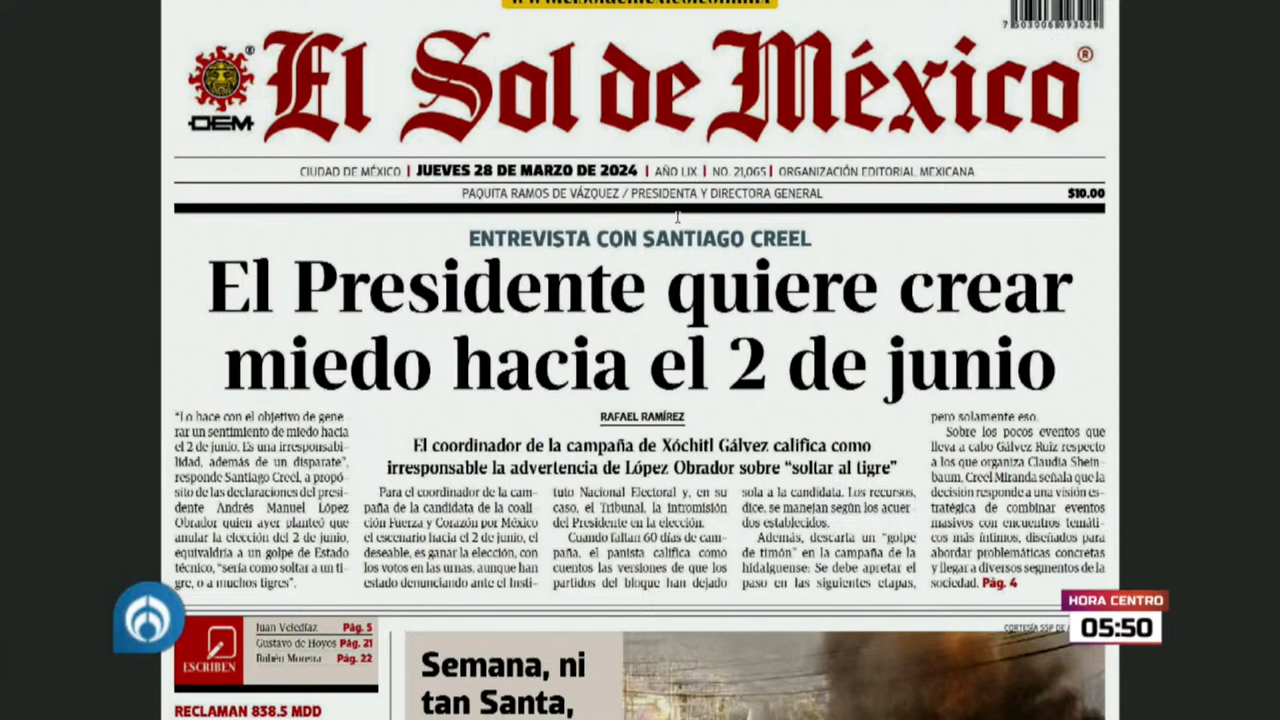 7 503006 093029
El Sol de México
OEM
CIUDAD DE MÉXICO | JUEVES 28 DE MARZO DE 2024 | AÑO LIX | NO. 21,065 | ORGANIZACIÓN EDITORIAL MEXICANA
PAQUITA RAMOS DE VÁZQUEZ / PRESIDENTA Y DIRECTORA GENERAL
$10.00
ENTREVISTA CON SANTIAGO CREEL
El Presidente quiere crear
miedo hacia el 2 de junio
RAFAEL RAMÍREZ
El coordinador de la campaña de Xóchitl Gálvez califica como
irresponsable la advertencia de López Obrador sobre “soltar al tigre”
“Lo hace con el objetivo de gene
rar un sentimiento de miedo hacia
el 2 de junio. Es una irresponsabi-
lidad, además de un disparate”,
responde Santiago Creel, a propó
sito de las declaraciones del presi-
dente Andrés Manuel López
Obrador quien ayer planteó que
anular la elección del 2 de junio,
equivaldría a un golpe de Estado
técnico, “sería como soltar a un ti-
gre, o a muchos tigres”.
Para el coordinador de la cam-
paña de la candidata de la coali
ción Fuerza y Corazón por México
el escenario hacia el 2 de junio, el
deseable, es ganar la elección, con
los votos en las urnas, aunque han
estado denunciando ante el Insti-
tuto Nacional Electoral y, en su
caso, el Tribunal, la intromisión
del Presidente en la elección.
Cuando faltan 60 días de cam-
paña, el panista califica como
cuentos las versiones de que los
partidos del bloque han dejado
sola a la candidata. Los recursos,
dice, se manejan según los acuer
dos establecidos.
Además, descarta un “golpe
de timón” en la campaña de la
hidalguense: Se debe apretar el
paso en las siguientes etapas,
pero solamente eso.
Sobre los pocos eventos que
lleva a cabo Gálvez Ruiz respecto
a los que organiza Claudia Shein-
baum, Creel Miranda señala que la
decisión responde a una visión es-
tratégica de combinar eventos
masivos con encuentros temáti-
cos más íntimos, diseñados para
abordar problemáticas concretas
y llegar a diversos segmentos de la
sociedad. Pág. 4
ESCRIBEN
Juan Veledíaz Pág. 5
Gustavo de Hoyos Pág. 21
Rubén Moreira Pág. 22
RECLAMAN 838.5 MDD
CORTESÍA SSP DE
Semana, ni
tan Santa,
HORA CENTRO
05:50